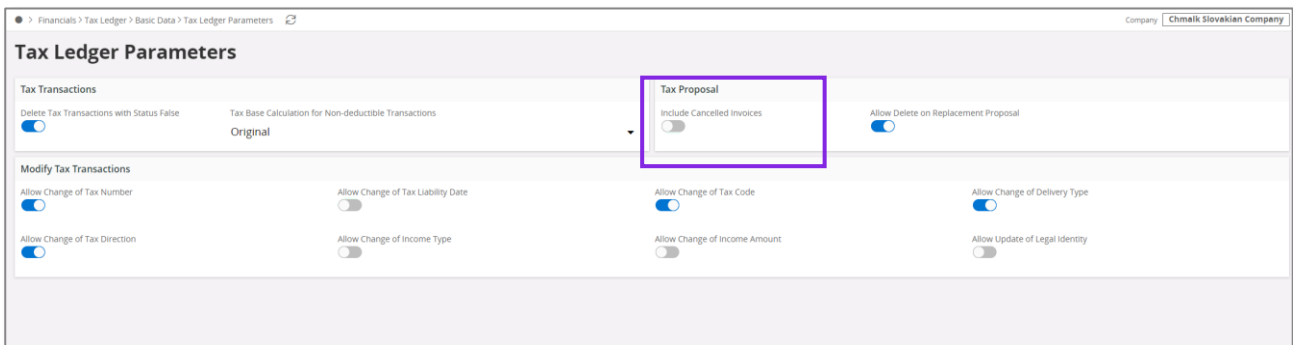 > Financials > Tax Ledger > Basic Data > Tax Ledger Parameters
Company Chmalk Slovakian Company
Tax Ledger Parameters
Tax Transactions
Delete Tax Transactions with Status False
Tax Base Calculation for Non-deductible Transactions
Original
Tax Proposal
Include Cancelled Invoices
Allow Delete on Replacement Proposal
Modify Tax Transactions
Allow Change of Tax Number
Allow Change of Tax Liability Date
Allow Change of Tax Code
Allow Change of Delivery Type
Allow Change of Tax Direction
Allow Change of Income Type
Allow Change of Income Amount
Allow Update of Legal Identity